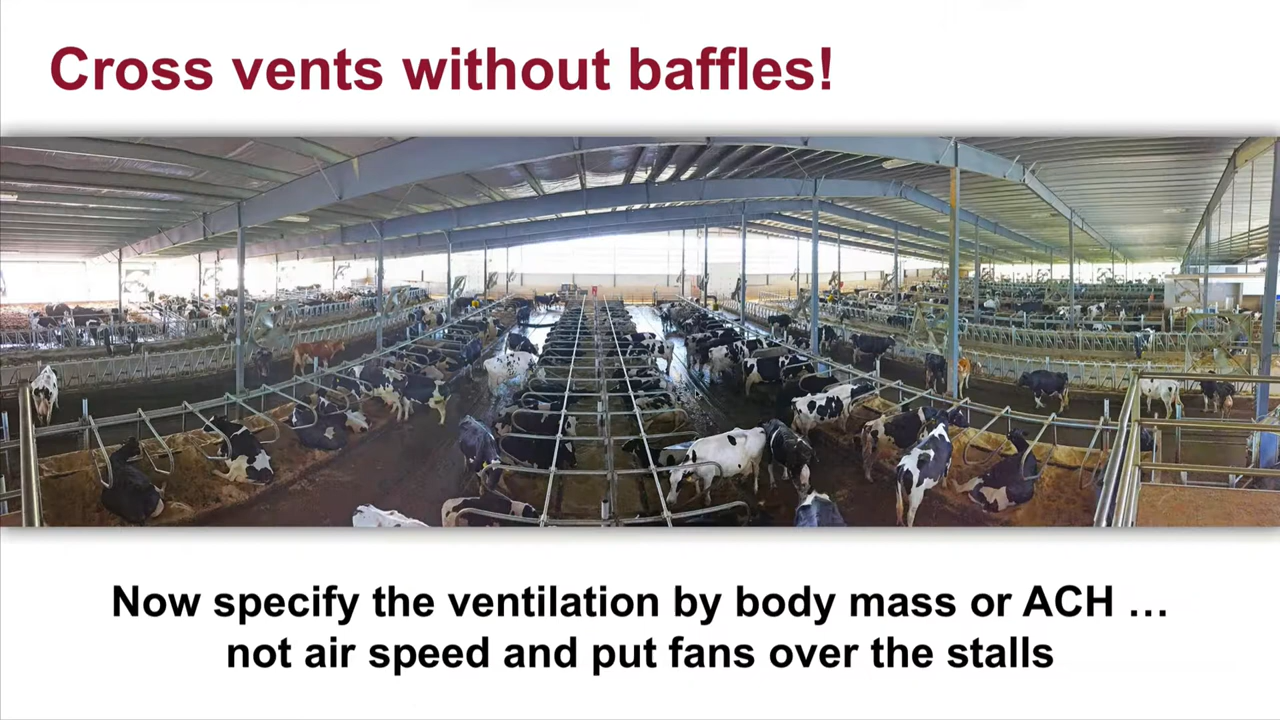 Cross vents without baffles!
Now specify the ventilation by body mass or ACH …
not air speed and put fans over the stalls